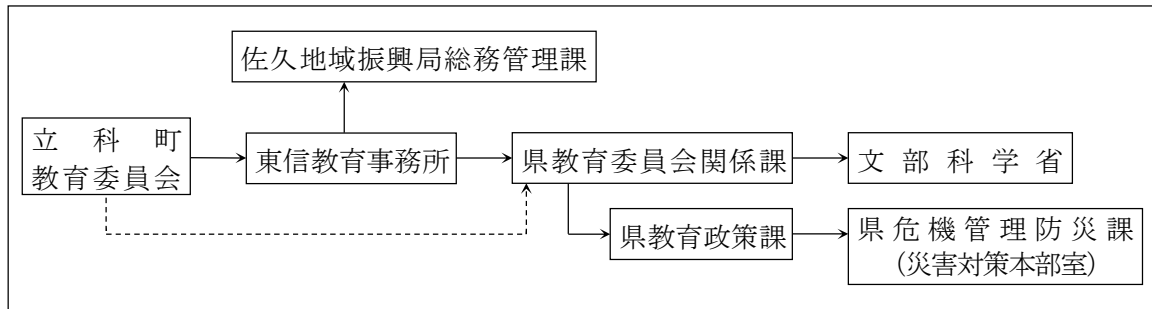 佐久地域振興局総務管理課
立科町
教育委員会
東信教育事務所
県教育委員会関係課
文部科学省
県教育政策課
県危機管理防災課
(災害対策本部室)